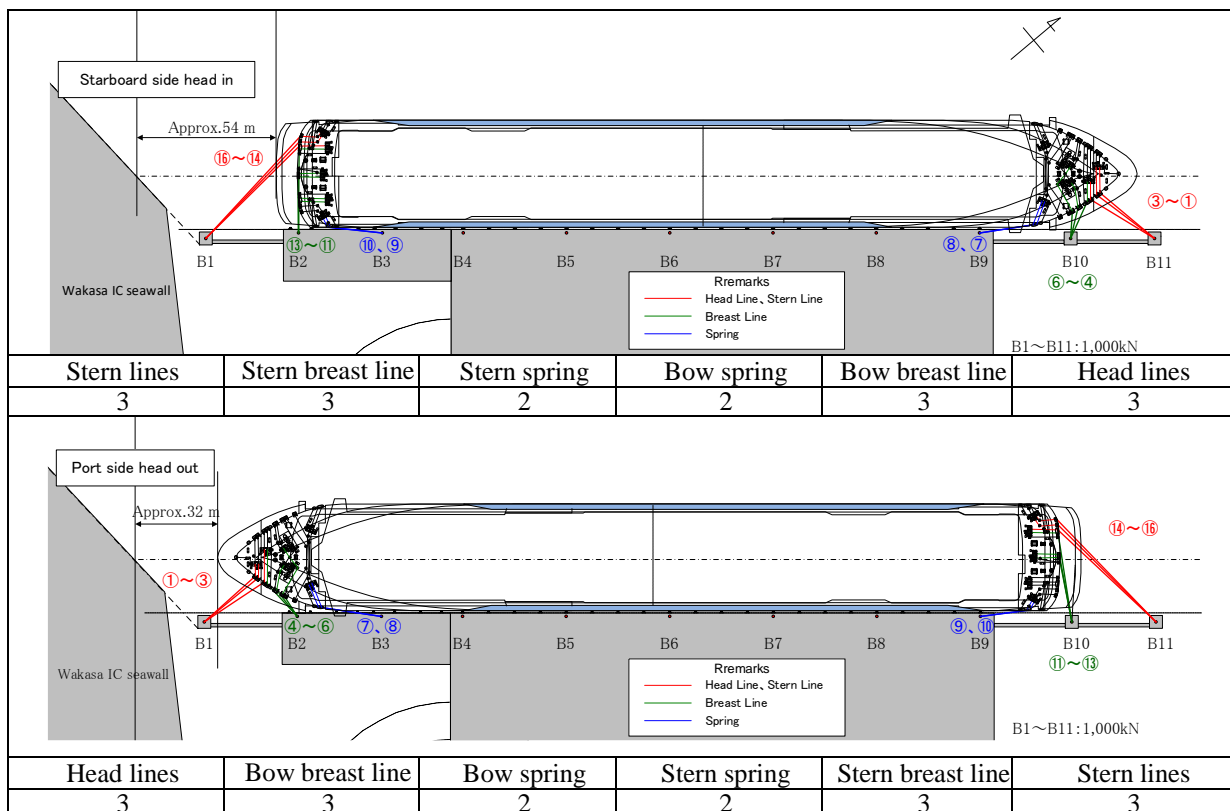 Starboard side head in
Approx.54 m
⑯～⑭
③～①
⑬～⑪
⑩、⑨
⑧、⑦
B1
B2
B3
B4
B5
B6
B7
B8
B9
B10
B11
⑥～④
Wakasa IC seawall
Rremarks
Head Line、Stern Line
Breast Line
Spring
B1～B11:1,000kN
Stern lines Stern breast line Stern spring Bow spring Bow breast line Head lines
3 3 2 2 3 3
Port side head out
Approx.32 m
⑭～⑯
①～③
④～⑥
⑦、⑧
⑨、⑩
B1
B2
B3
B4
B5
B6
B7
B8
B9
B10
B11
⑪～⑬
Wakasa IC seawall
Rremarks
Head Line、Stern Line
Breast Line
Spring
B1～B11:1,000kN
Head lines Bow breast line Bow spring Stern spring Stern breast line Stern lines
3 3 2 2 3 3